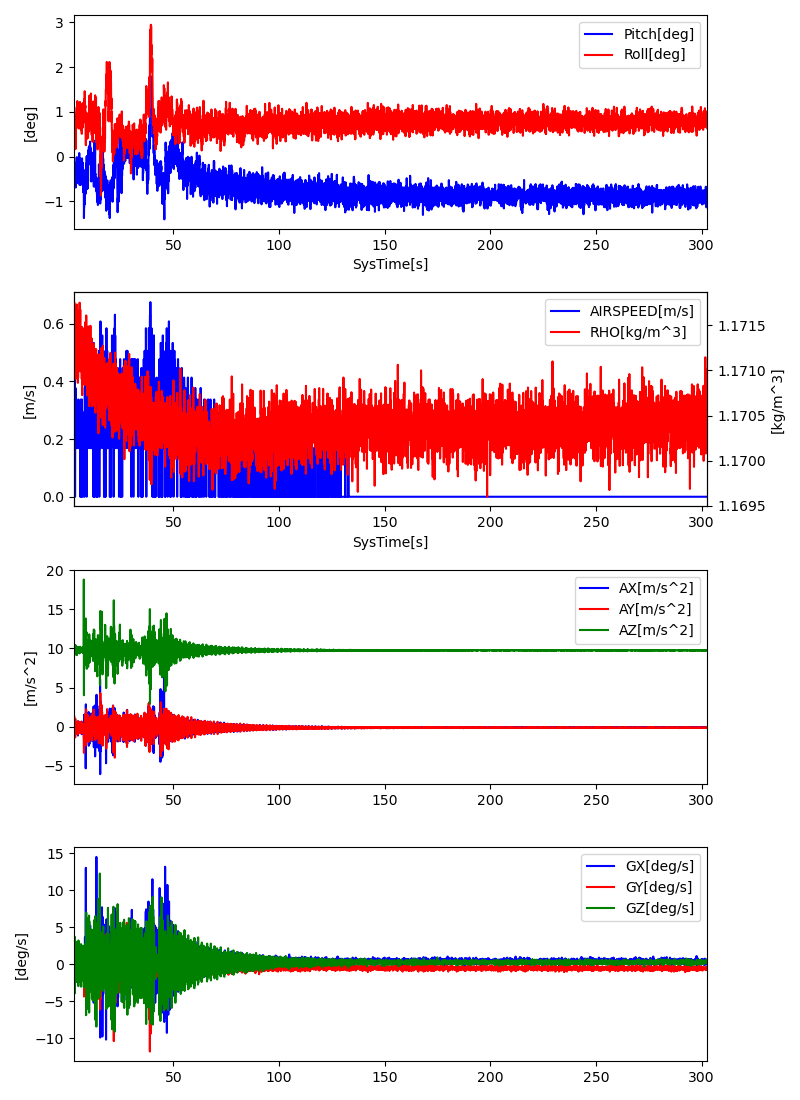 3
2
1
0
−1
[deg]
Pitch[deg]
Roll[deg]
50 100 150 200 250 300
SysTime[s]
0.6
0.4
0.2
0.0
[m/s]
AIRSPEED[m/s]
RHO[kg/m^3]
1.1715
1.1710
1.1705
1.1700
1.1695
[kg/m^3]
50 100 150 200 250 300
SysTime[s]
20
15
10
5
0
−5
[m/s^2]
AX[m/s^2]
AY[m/s^2]
AZ[m/s^2]
50 100 150 200 250 300
15
10
5
0
−5
−10
[deg/s]
GX[deg/s]
GY[deg/s]
GZ[deg/s]
50 100 150 200 250 300